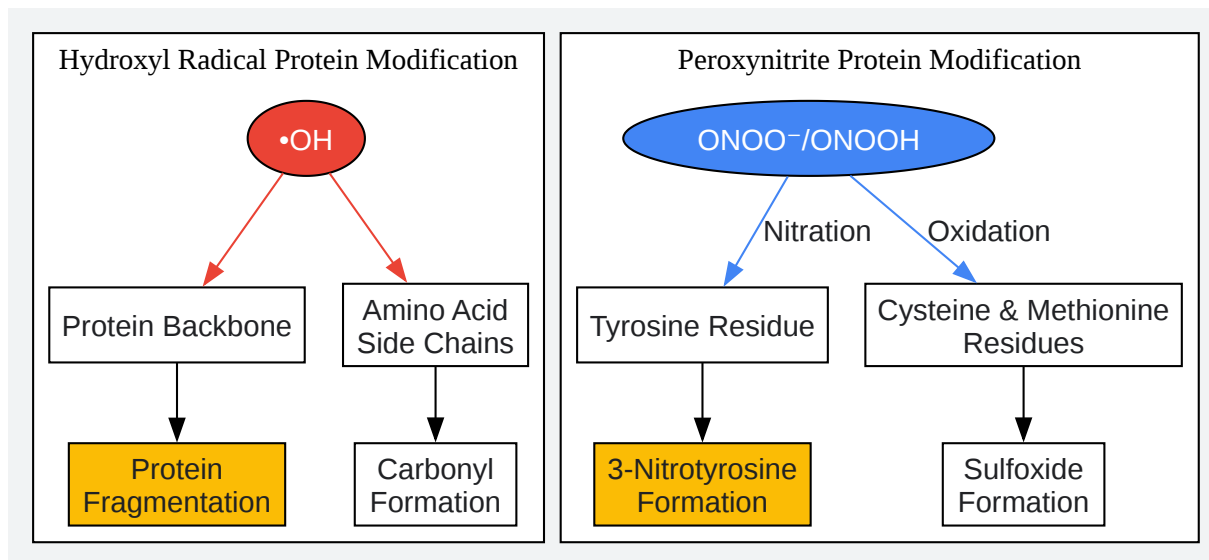 Hydroxyl Radical Protein Modification
•OH
Protein Backbone
Amino Acid
Side Chains
Protein
Fragmentation
Carbonyl
Formation
Peroxynitrite Protein Modification
ONOO⁻/ONOOH
Nitration
Oxidation
Tyrosine Residue
Cysteine & Methionine
Residues
3-Nitrotyrosine
Formation
Sulfoxide
Formation